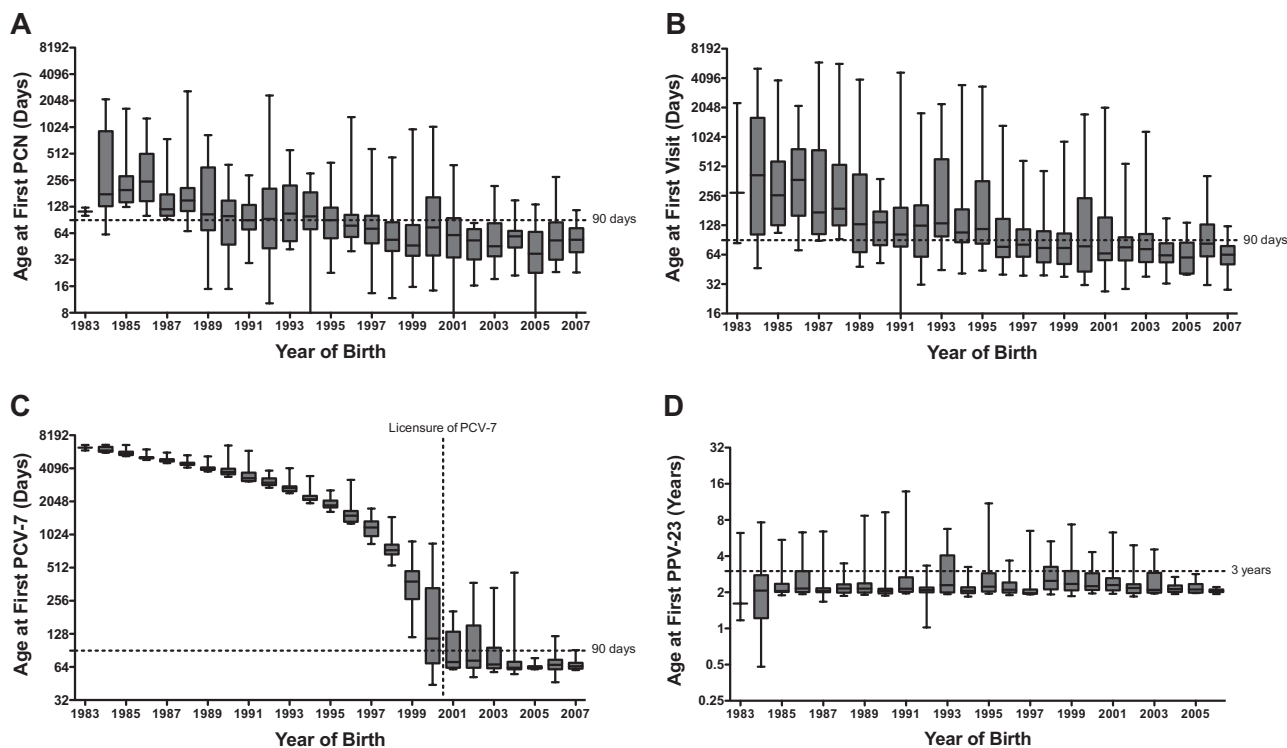 A
Age at First PCN (Days)
8192
4096
2048
1024
512
256
128
64
32
16
8
90 days
1983 1985 1987 1989 1991 1993 1995 1997 1999 2001 2003 2005 2007
Year of Birth
B
Age at First Visit (Days)
8192
4096
2048
1024
512
256
128
64
32
16
90 days
1983 1985 1987 1989 1991 1993 1995 1997 1999 2001 2003 2005 2007
Year of Birth
C
Licensure of PCV-7
Age at First PCV-7 (Days)
8192
4096
2048
1024
512
256
128
64
32
90 days
1983 1985 1987 1989 1991 1993 1995 1997 1999 2001 2003 2005 2007
Year of Birth
D
Age at First PPV-23 (Years)
32
16
8
4
2
1
0.5
0.25
3 years
1983 1985 1987 1989 1991 1993 1995 1997 1999 2001 2003 2005
Year of Birth